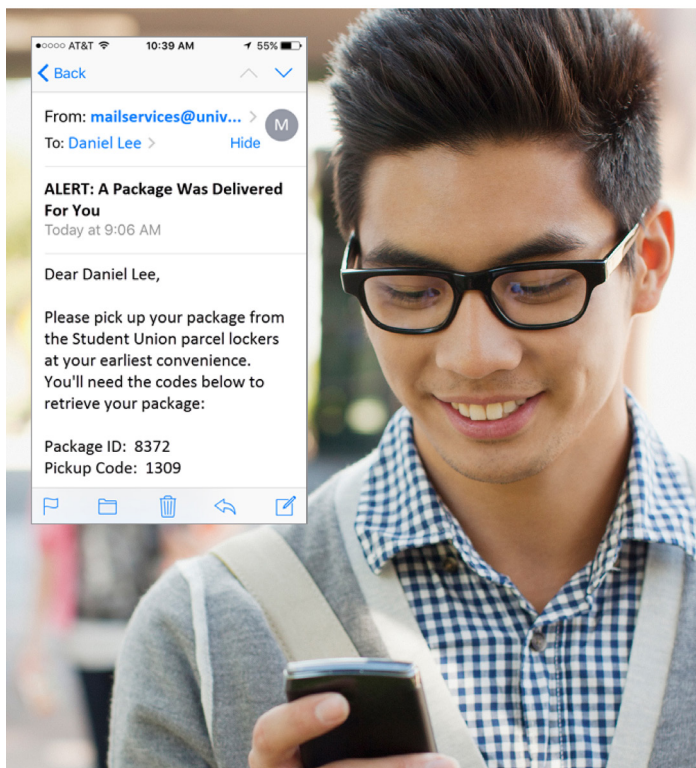 ●○○○○ AT&T 10:39 AM 55%
Back
From: mailservices@univ... >
M
To: Daniel Lee >
Hide
ALERT: A Package Was Delivered
For You
Today at 9:06 AM
Dear Daniel Lee,
Please pick up your package from
the Student Union parcel lockers
at your earliest convenience.
You'll need the codes below to
retrieve your package:
Package ID: 8372
Pickup Code: 1309